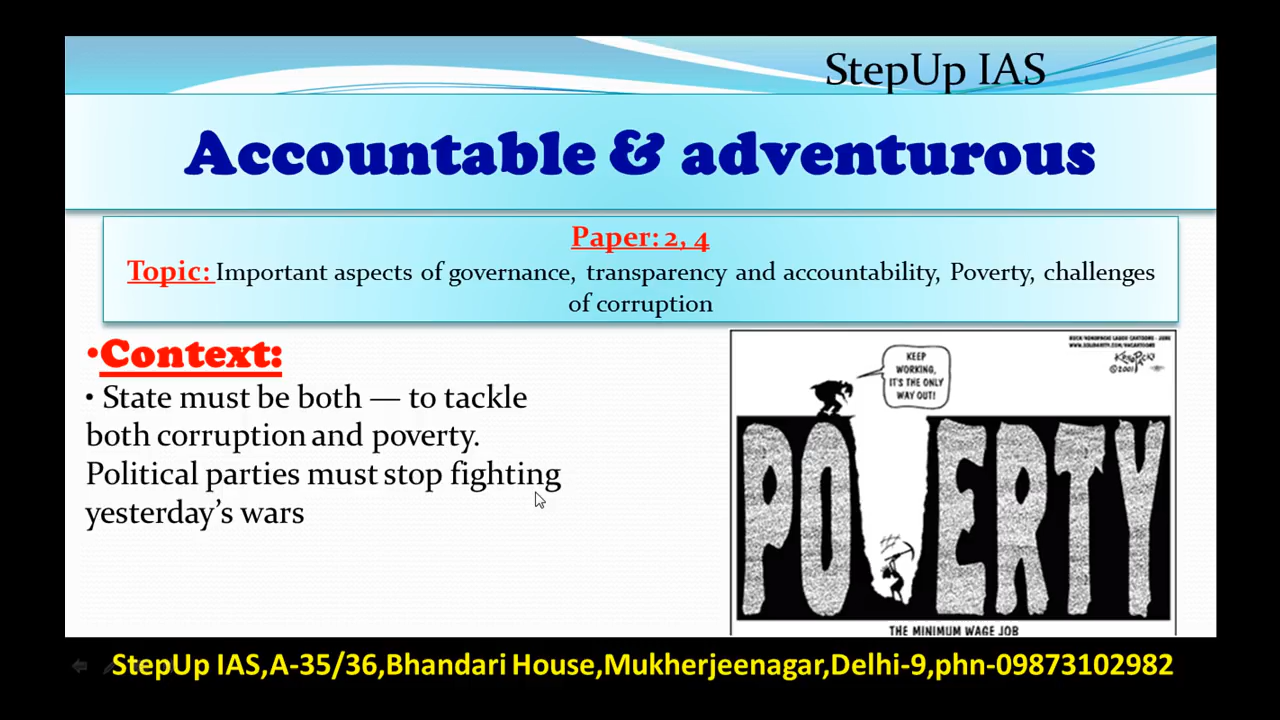 StepUp IAS
Accountable & adventurous
Paper: 2, 4
Topic: Important aspects of governance, transparency and accountability, Poverty, challenges
of corruption
•Context:
• State must be both — to tackle
both corruption and poverty.
Political parties must stop fighting
yesterday’s wars
KEEP
WORKING,
IT'S THE ONLY
WAY OUT!
©2001
POVERTY
THE MINIMUM WAGE JOB
StepUp IAS,A-35/36,Bhandari House,Mukherjeenagar,Delhi-9,phn-09873102982